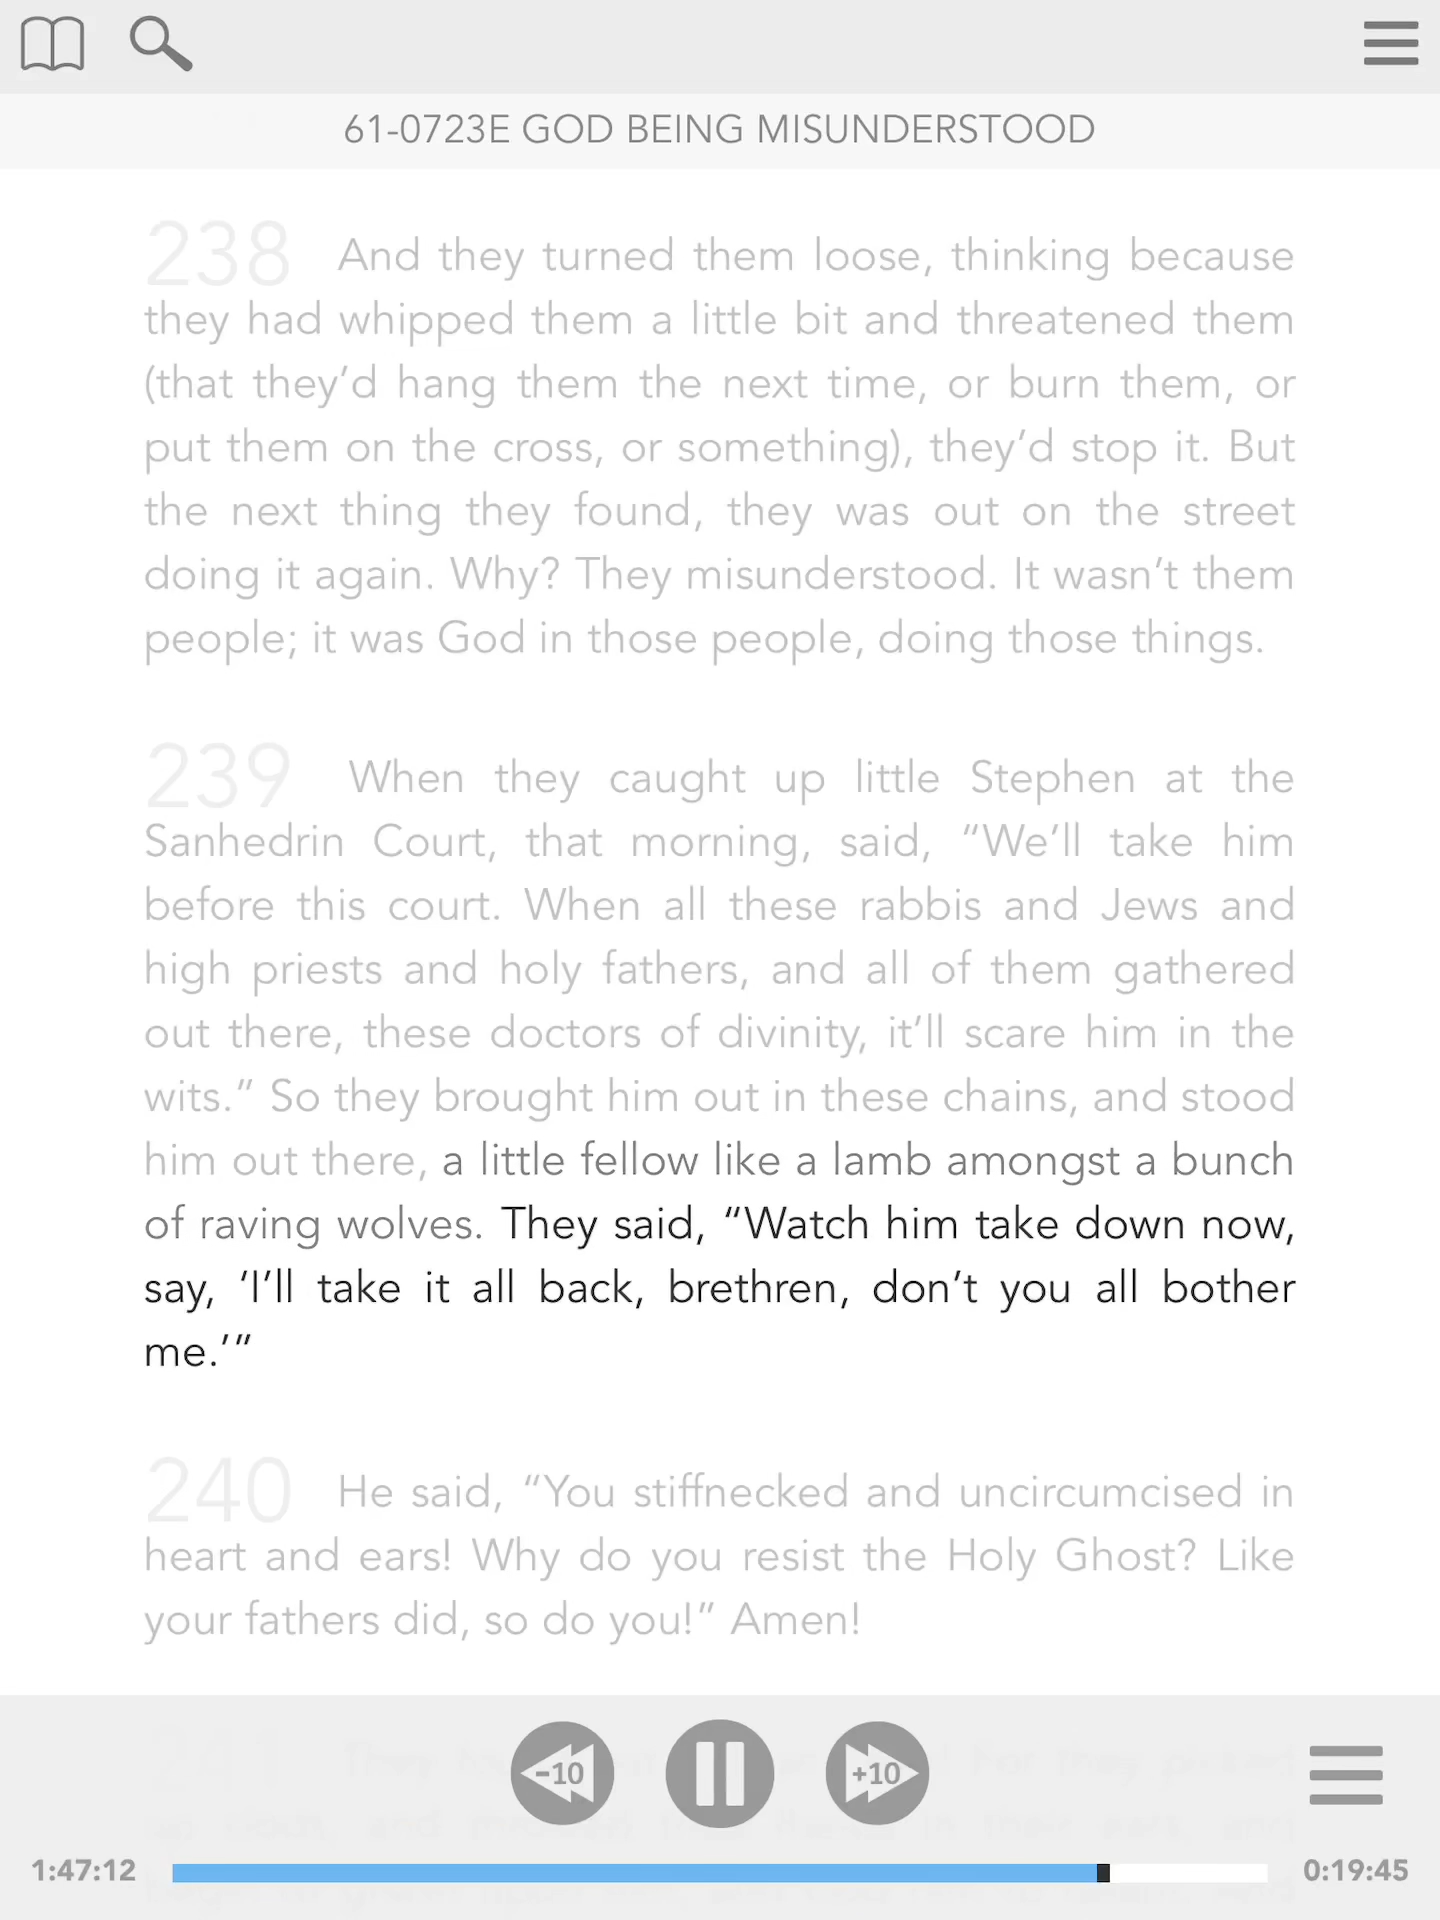 61-0723E GOD BEING MISUNDERSTOOD
238 And they turned them loose, thinking because
they had whipped them a little bit and threatened them
(that they’d hang them the next time, or burn them, or
put them on the cross, or something), they’d stop it. But
the next thing they found, they was out on the street
doing it again. Why? They misunderstood. It wasn’t them
people; it was God in those people, doing those things.
239 When they caught up little Stephen at the
Sanhedrin Court, that morning, said, “We’ll take him
before this court. When all these rabbis and Jews and
high priests and holy fathers, and all of them gathered
out there, these doctors of divinity, it’ll scare him in the
wits.” So they brought him out in these chains, and stood
him out there, a little fellow like a lamb amongst a bunch
of raving wolves. They said, “Watch him take down now,
say, ‘I’ll take it all back, brethren, don’t you all bother
me.’”
240 He said, “You stiffnecked and uncircumcised in
heart and ears! Why do you resist the Holy Ghost? Like
your fathers did, so do you!” Amen!
They for they picked
and in their ears, and
-10 +10
1:47:12 0:19:45